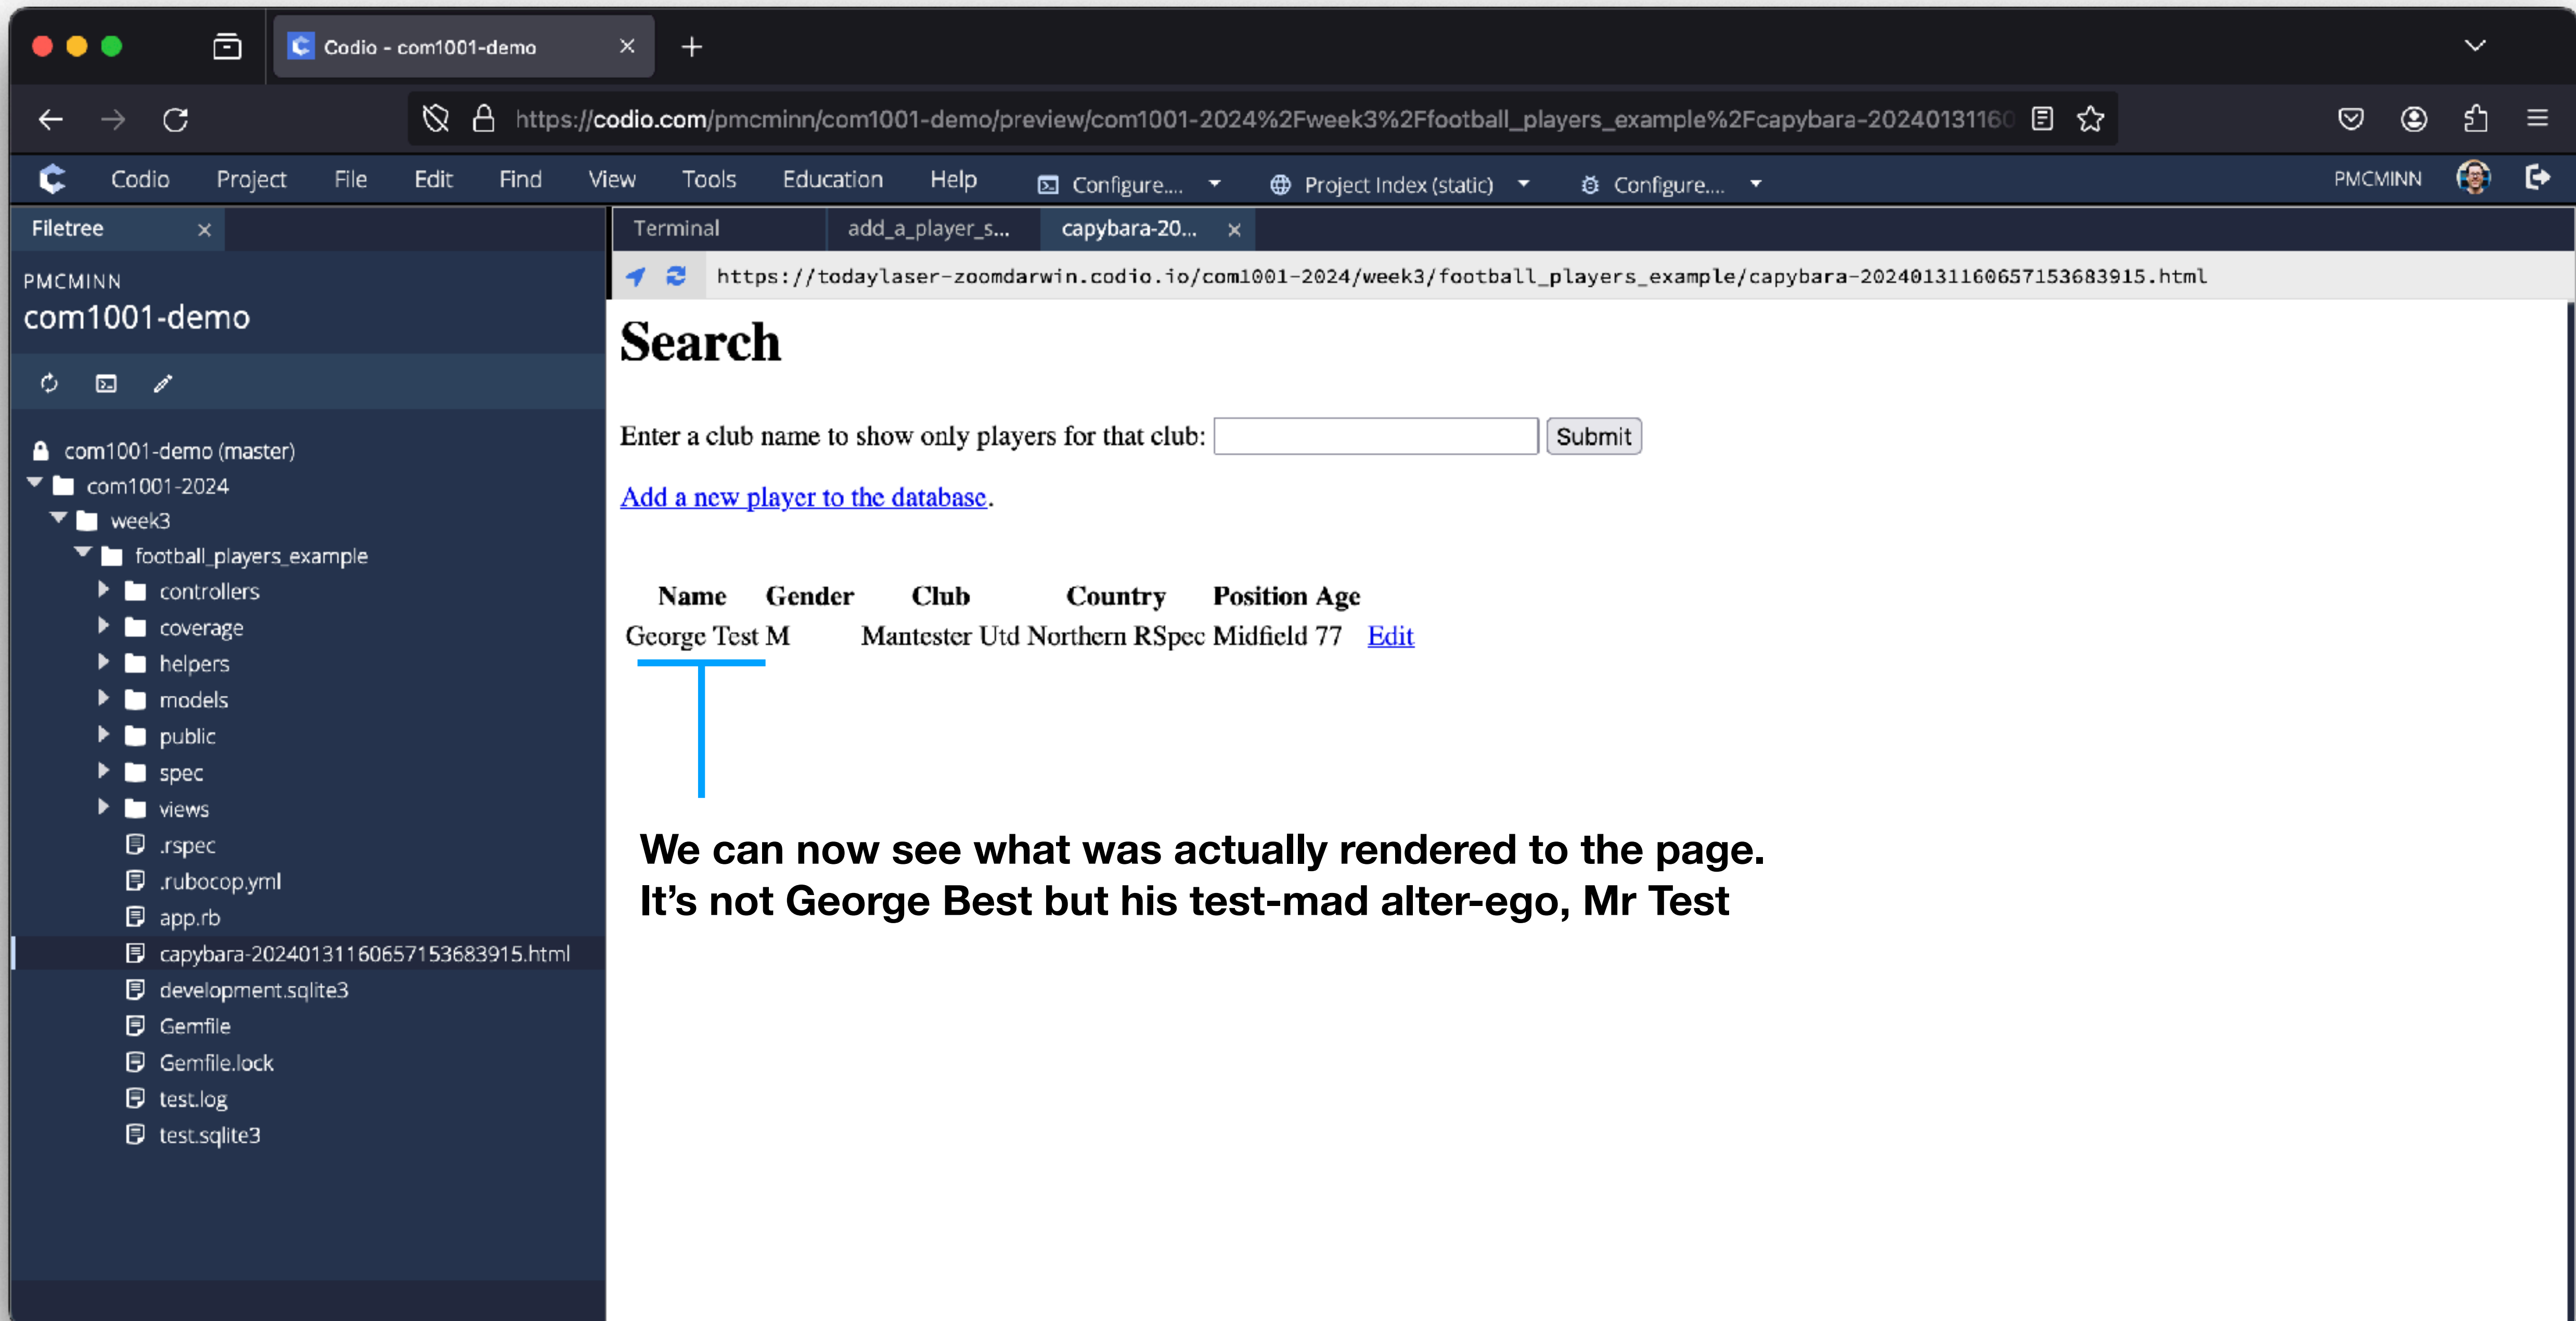 Codio - com1001-demo
https://codio.com/pmcminn/com1001-demo/preview/com1001-2024%2Fweek3%2Ffootball_players_example%2Fcapybara-2024013116
Codio Project File Edit Find View Tools Education Help Configure.... Project Index (static) Configure.... PMCMINN
Filetree
Terminal add_a_player_s... capybara-20...
https://todaylaser-zoomdarwin.codio.io/com1001-2024/week3/football_players_example/capybara-20240131160657153683915.html
PMCMINN
com1001-demo
com1001-demo (master)
com1001-2024
week3
football_players_example
controllers
coverage
helpers
models
public
spec
views
.rspec
.rubocop.yml
app.rb
capybara-20240131160657153683915.html
development.sqlite3
Gemfile
Gemfile.lock
test.log
test.sqlite3
Search
Enter a club name to show only players for that club: Submit
Add a new player to the database.
Name Gender Club Country Position Age
George Test M Mantester Utd Northern RSpec Midfield 77 Edit
We can now see what was actually rendered to the page.
It's not George Best but his test-mad alter-ego, Mr Test